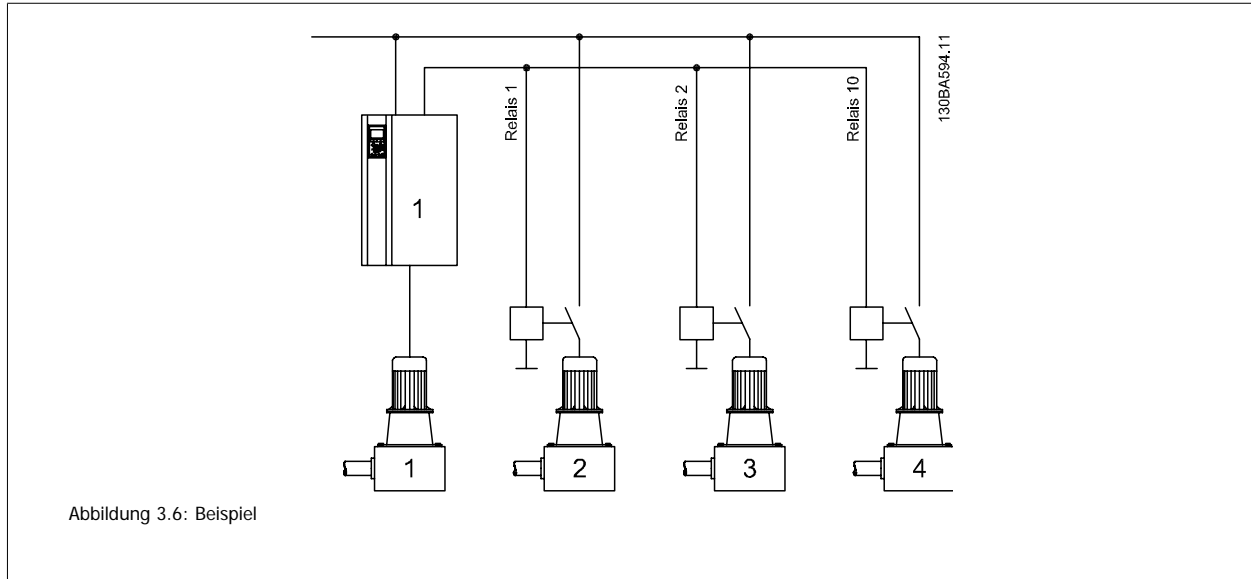 130BA594.11
Relais 1
Relais 2
Relais 10
1
1
2
3
4
Abbildung 3.6: Beispiel